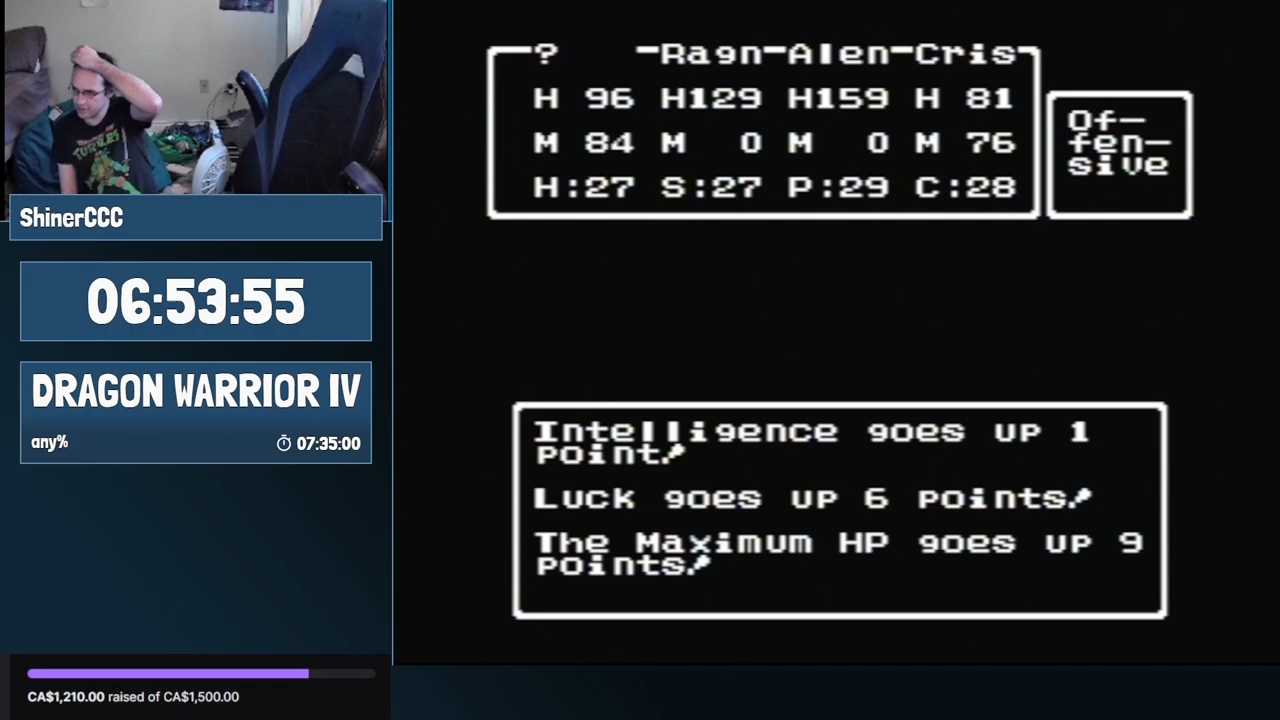 TURTLES
ShinerCCC
06:53:55
DRAGON WARRIOR IV
any% 07:35:00
CA$1,210.00 raised of CA$1,500.00
? Ragn Alen Cris
H 96 H129 H159 H 81
M 84 M 0 M 0 M 76
H:27 S:27 P:29 C:28
Of-
fen-
sive
Intelligence goes up 1
point!
Luck goes up 6 points!
The Maximum HP goes up 9
points!